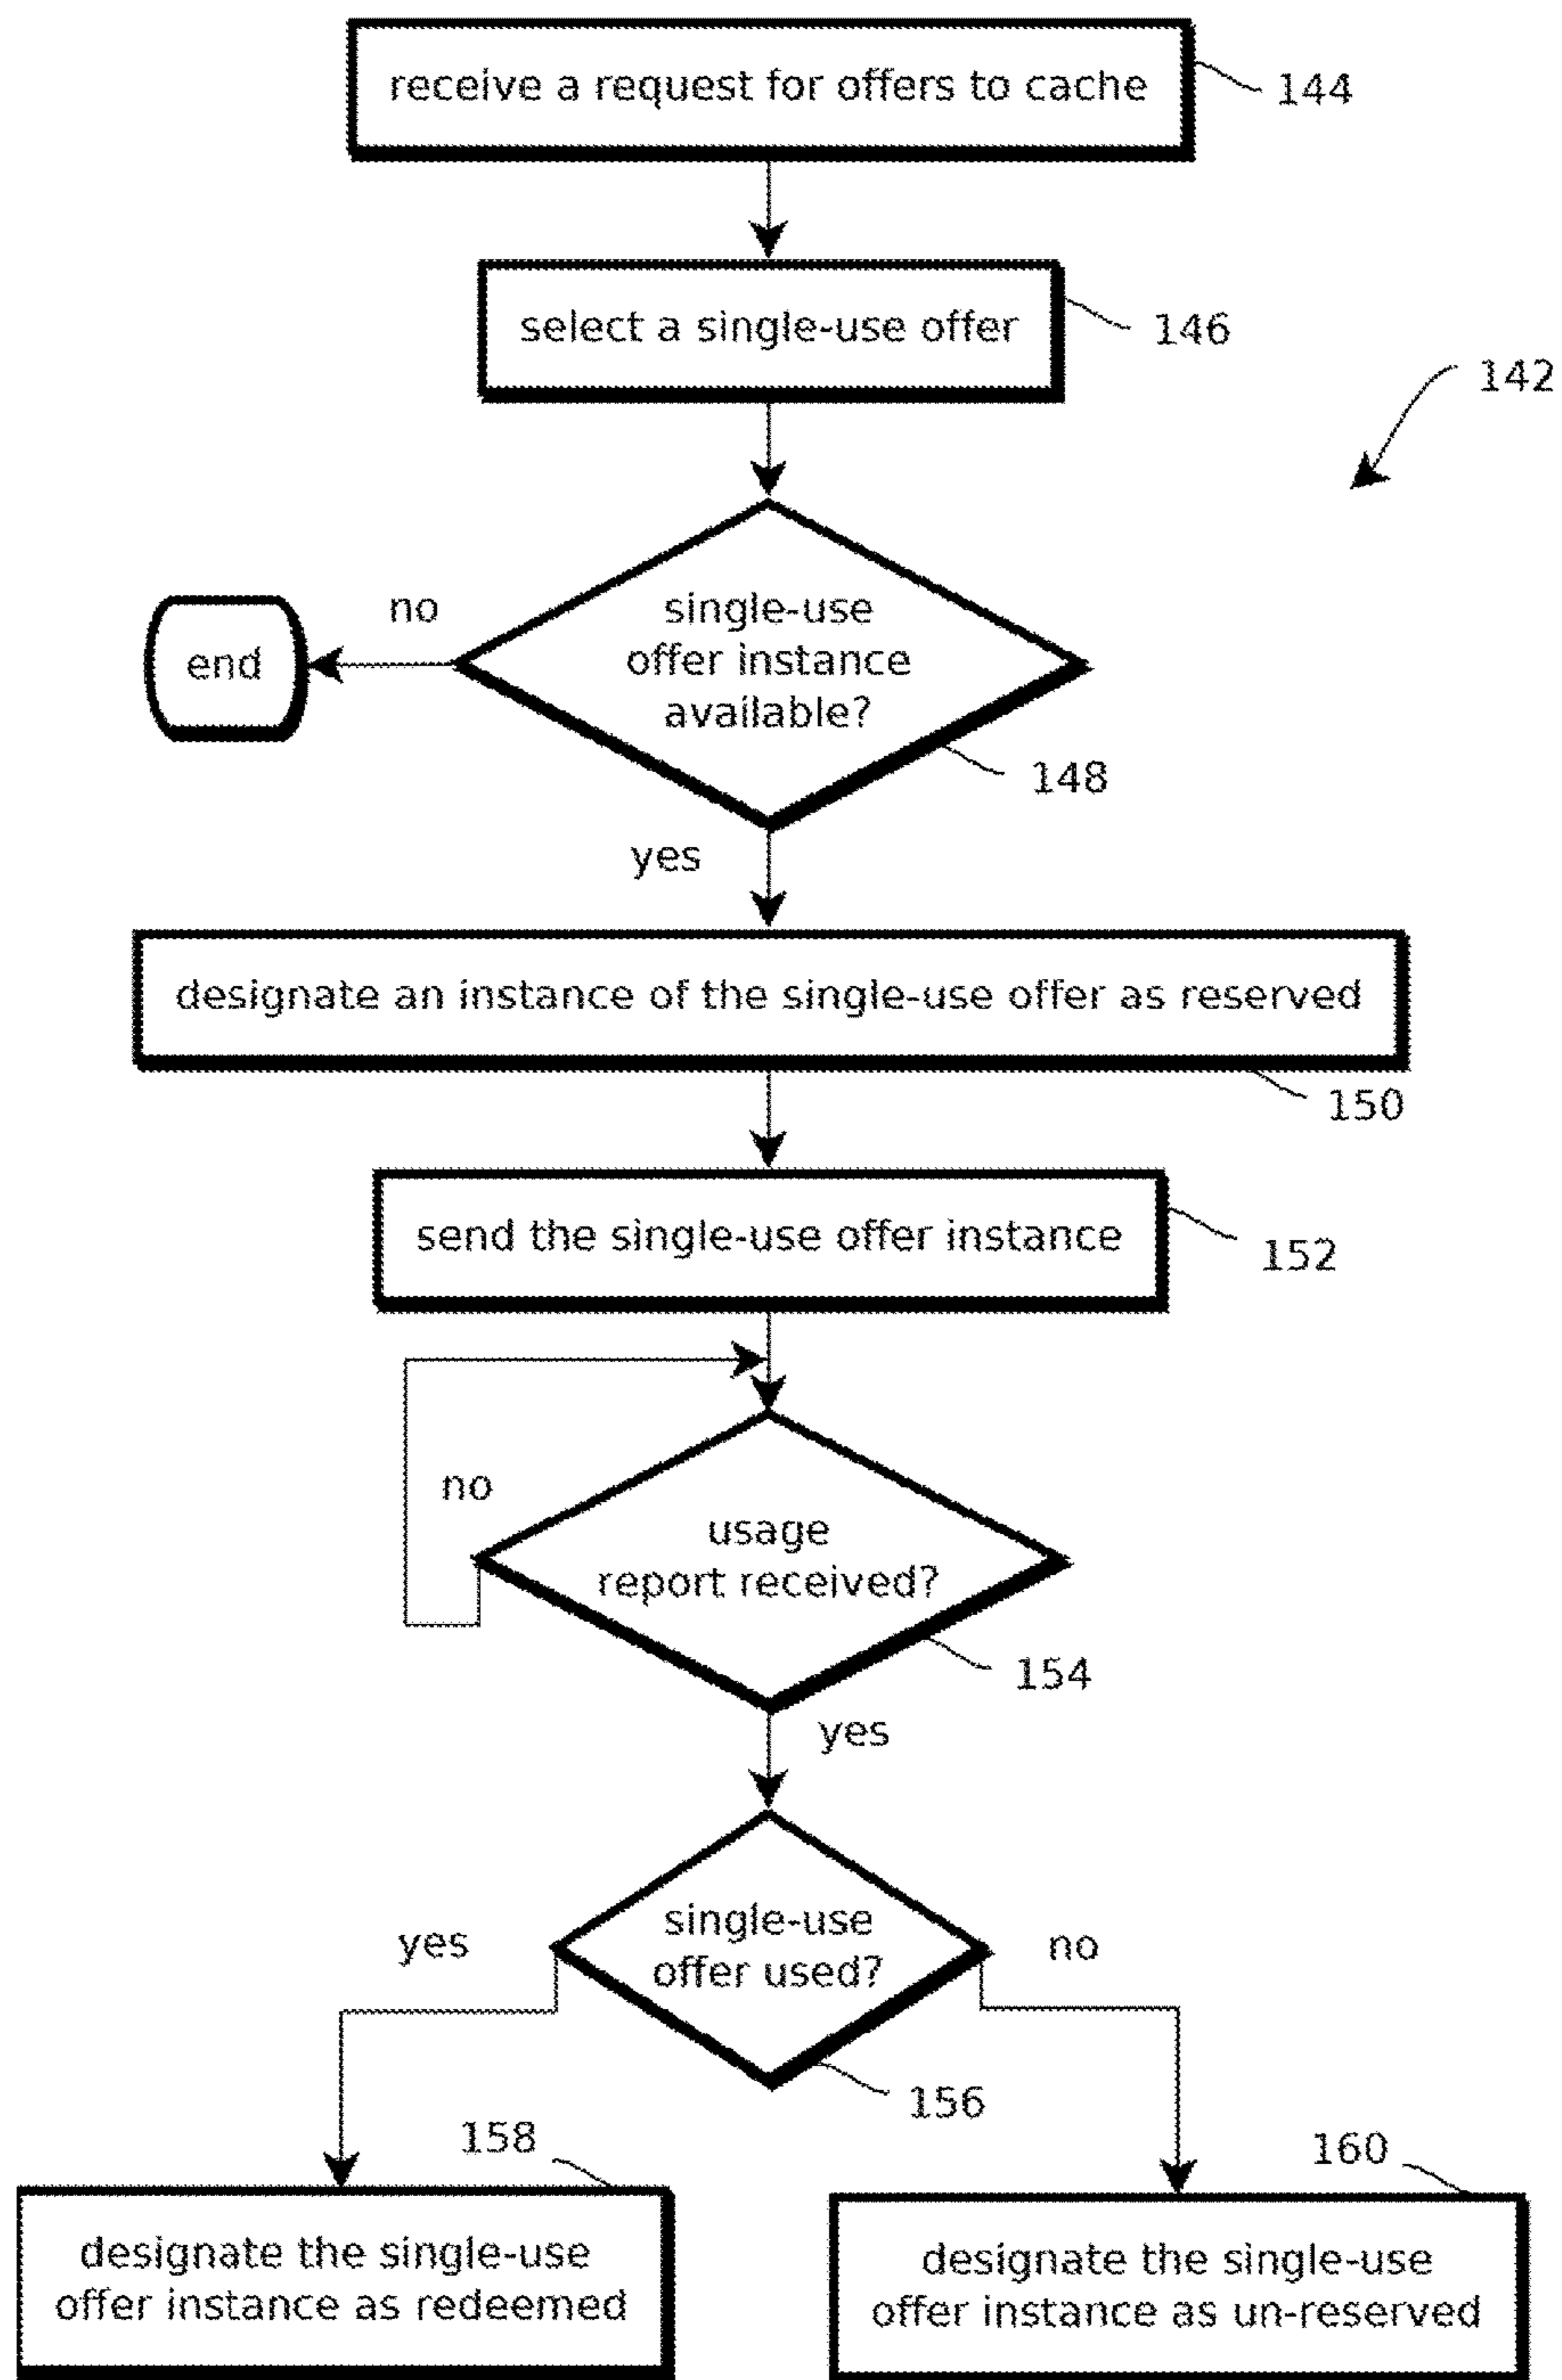 receive a request for offers to cache
144
select a single-use offer
146
142
single-use
offer instance
available?
no
end
148
yes
designate an instance of the single-use offer as reserved
150
send the single-use offer instance
152
no
usage
report received?
154
yes
single-use
offer used?
yes
no
156
158
160
designate the single-use
offer instance as redeemed
designate the single-use
offer instance as un-reserved